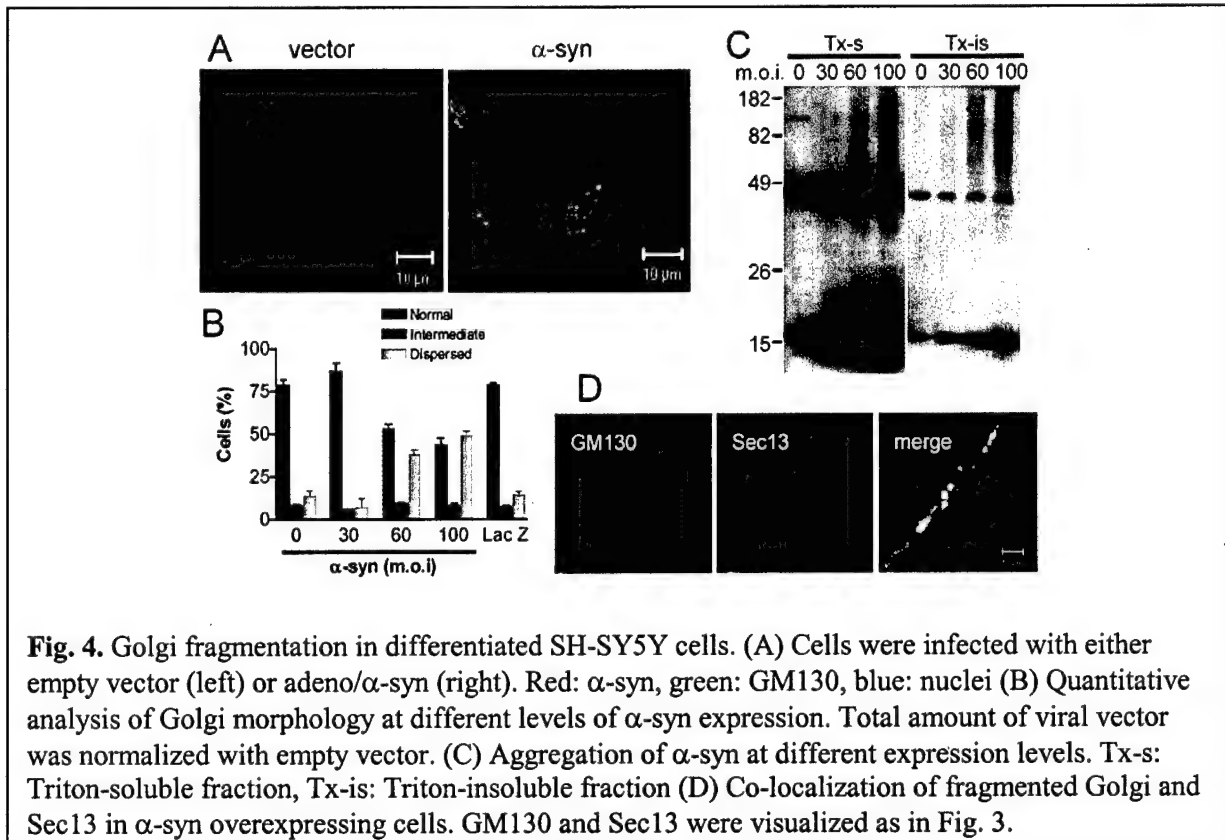 A
vector
α-syn
10 µm
10 µm
B
Normal
Intermediate
Dispersed
100
75
50
25
0
Cells (%)
0 30 60 100 Lac Z
α-syn (m.o.i)
C
Tx-s Tx-is
m.o.i. 0 30 60 100 0 30 60 100
182-
82-
49-
26-
15-
D
GM130
Sec13
merge
Fig. 4. Golgi fragmentation in differentiated SH-SY5Y cells. (A) Cells were infected with either
empty vector (left) or adeno/α-syn (right). Red: α-syn, green: GM130, blue: nuclei (B) Quantitative
analysis of Golgi morphology at different levels of α-syn expression. Total amount of viral vector
was normalized with empty vector. (C) Aggregation of α-syn at different expression levels. Tx-s:
Triton-soluble fraction, Tx-is: Triton-insoluble fraction (D) Co-localization of fragmented Golgi and
Sec13 in α-syn overexpressing cells. GM130 and Sec13 were visualized as in Fig. 3.